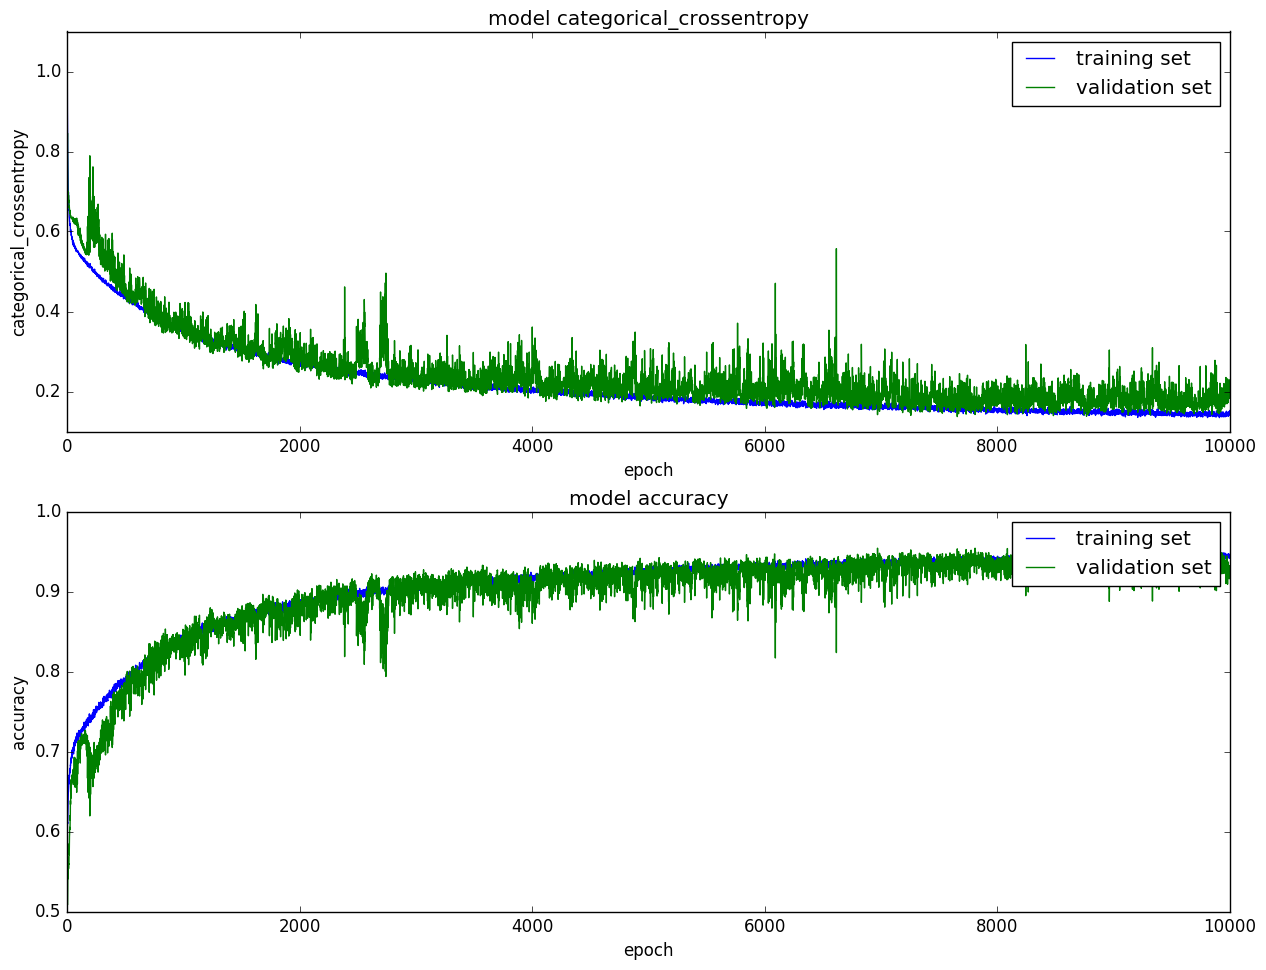 model categorical_crossentropy
training set
validation set
categorical_crossentropy
1.0
0.8
0.6
0.4
0.2
0 2000 4000 6000 8000 10000
epoch
model accuracy
training set
validation set
accuracy
1.0
0.9
0.8
0.7
0.6
0.5
0 2000 4000 6000 8000 10000
epoch